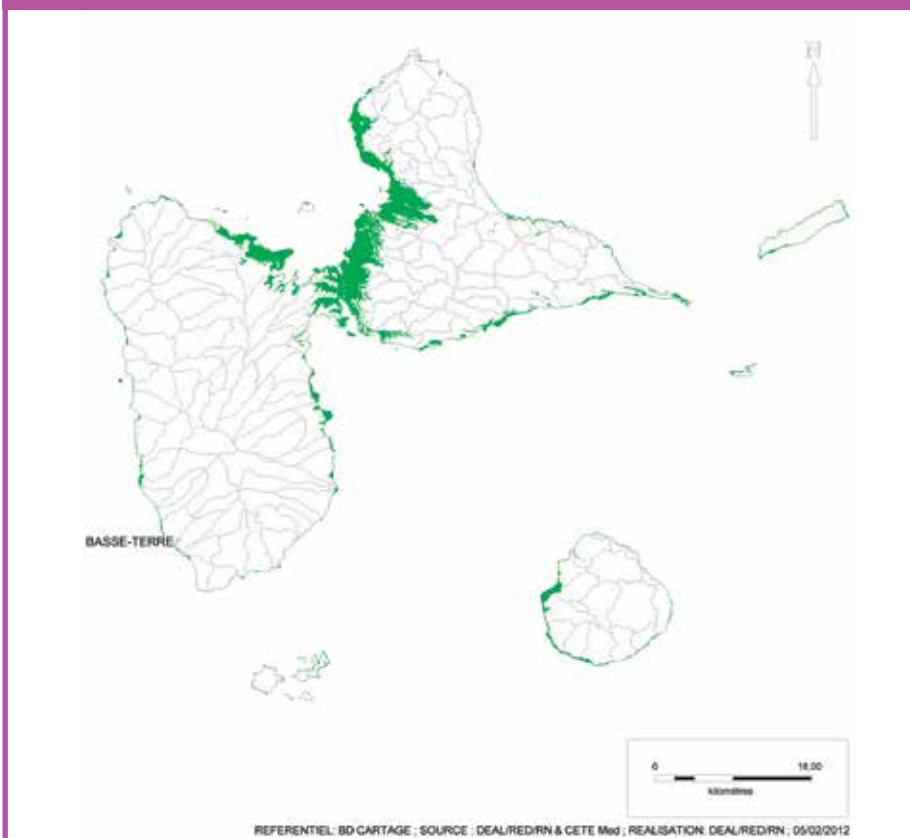 N
BASSE-TERRE
0 16,00
kilomètres
REFERENTIEL: BD CARTAGE ; SOURCE : DEAL/RED/RN & CETE Med ; REALISATION: DEAL/RED/RN ; 05/02/2012